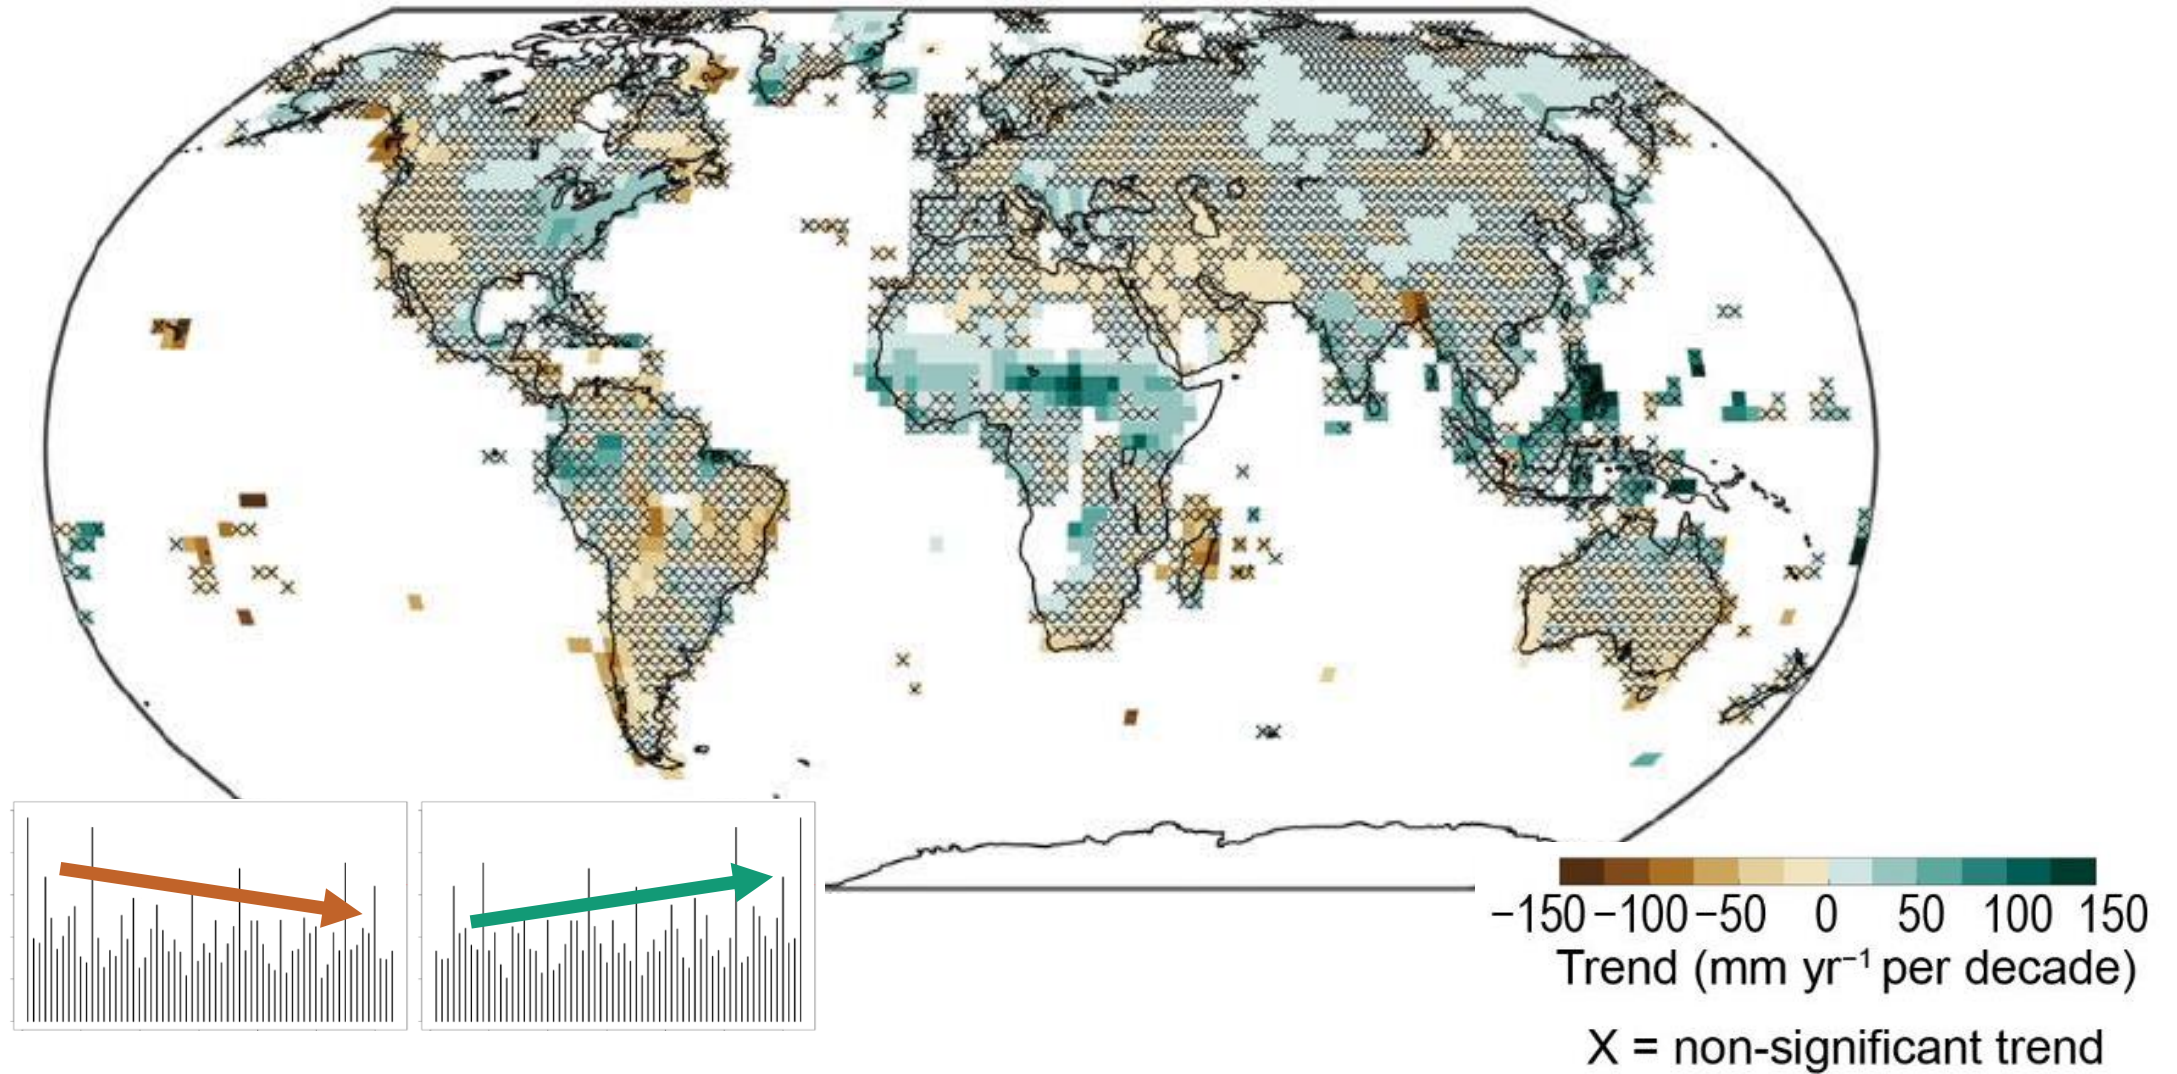 −150 −100 −50 0 50 100 150
Trend (mm yr⁻¹ per decade)
X = non-significant trend